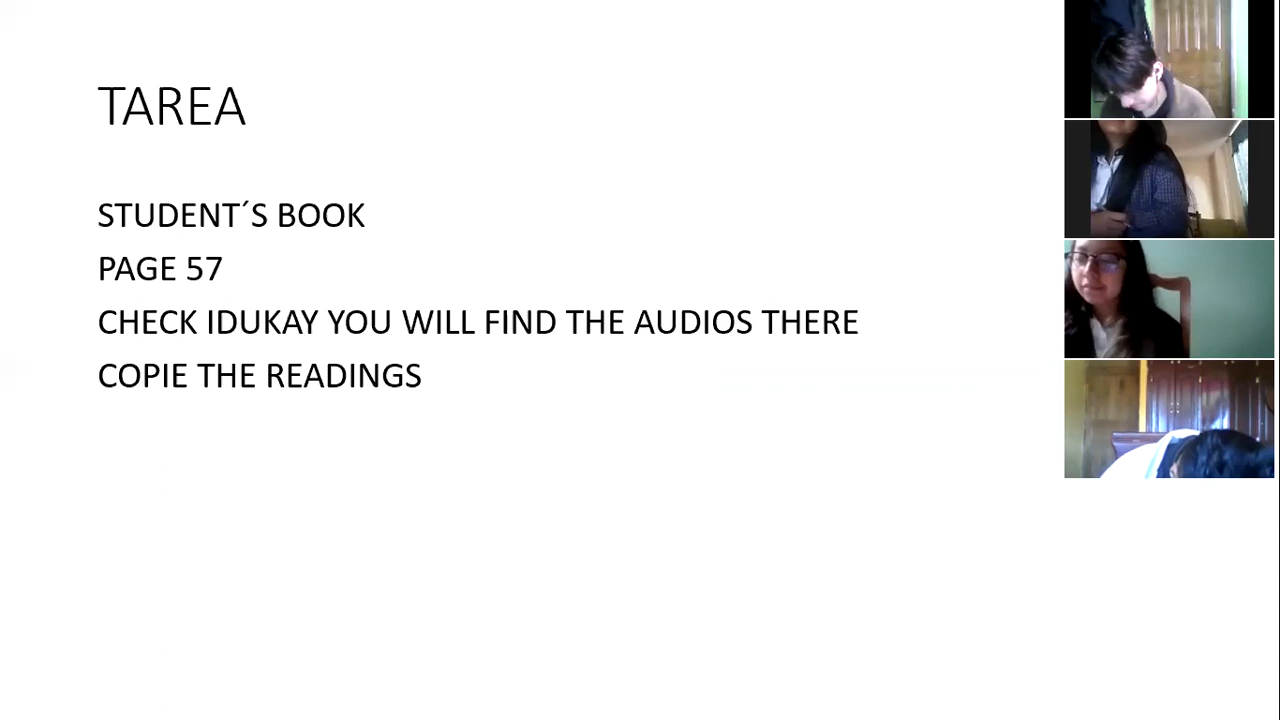 TAREA
STUDENT´S BOOK
PAGE 57
CHECK IDUKAY YOU WILL FIND THE AUDIOS THERE
COPIE THE READINGS